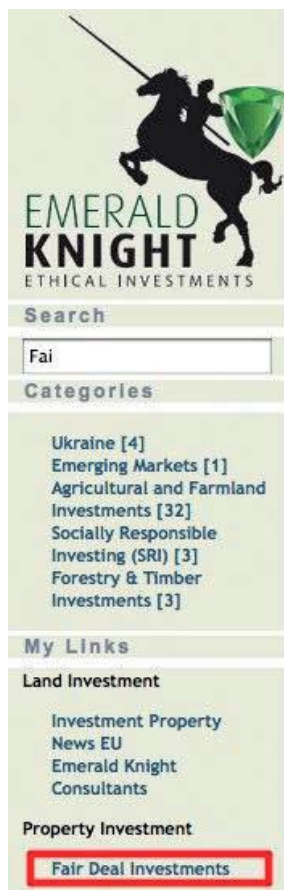 EMERALD
KNIGHT
ETHICAL INVESTMENTS
Search
Fai
Categories
Ukraine [4]
Emerging Markets [1]
Agricultural and Farmland
Investments [32]
Socially Responsible
Investing (SRI) [3]
Forestry & Timber
Investments [3]
My Links
Land Investment
Investment Property
News EU
Emerald Knight
Consultants
Property Investment
Fair Deal Investments